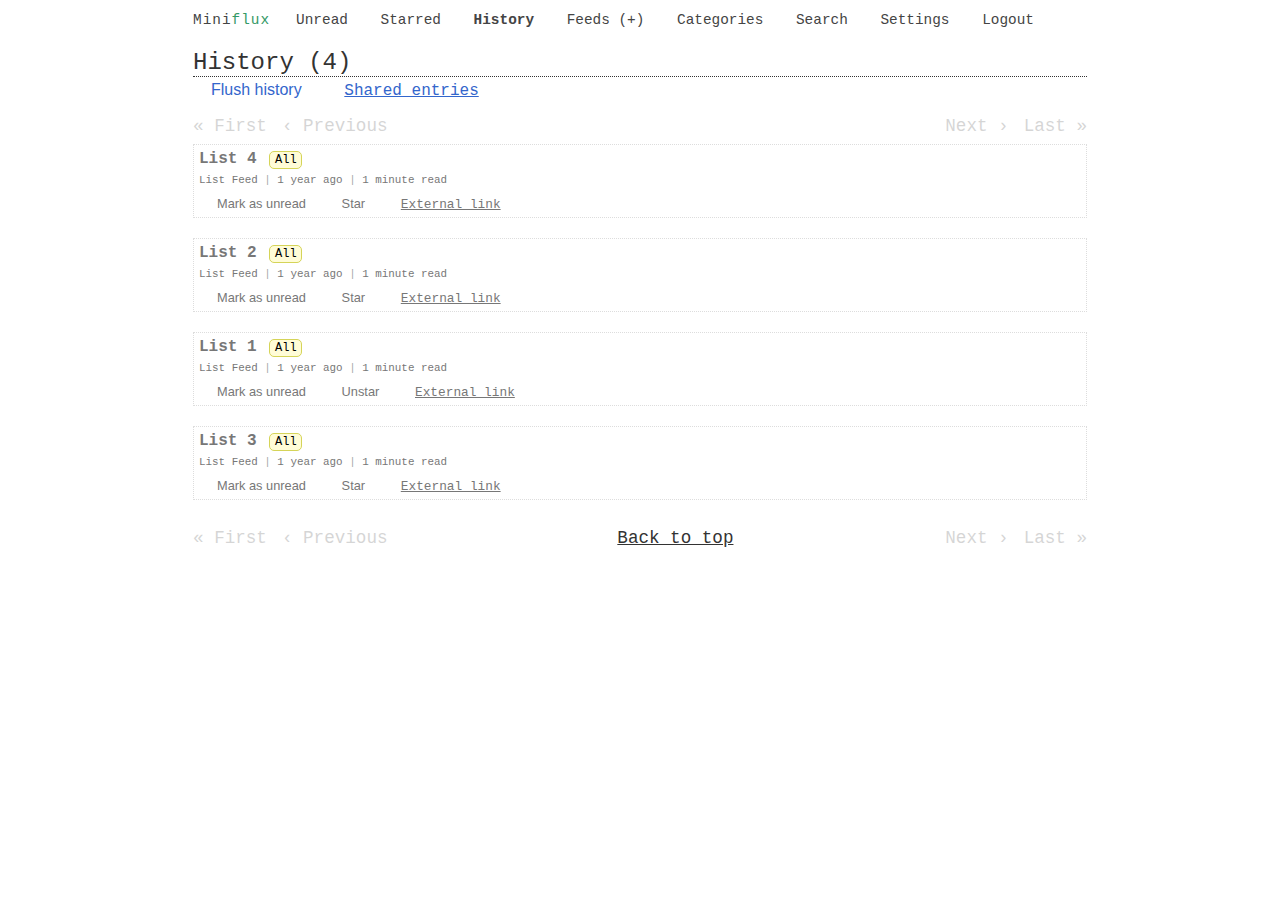 Miniflux Unread Starred History Feeds (+) Categories Search Settings Logout
History (4)
Flush history Shared entries
« First ‹ Previous Next › Last »
List 4 All
List Feed | 1 year ago | 1 minute read
Mark as unread Star External link
List 2 All
List Feed | 1 year ago | 1 minute read
Mark as unread Star External link
List 1 All
List Feed | 1 year ago | 1 minute read
Mark as unread Unstar External link
List 3 All
List Feed | 1 year ago | 1 minute read
Mark as unread Star External link
« First ‹ Previous Back to top Next › Last »